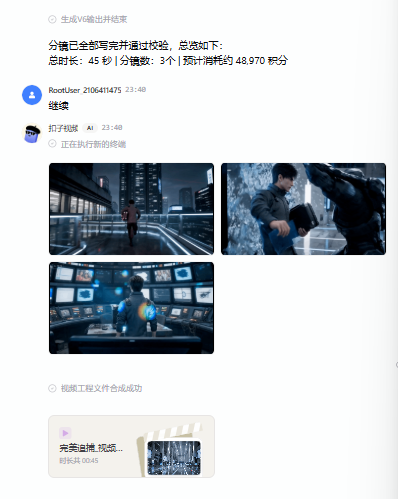 生成V6输出并结束
分镜已全部写完并通过校验，总览如下：
总时长：45 秒 | 分镜数：3个 | 预计消耗约 48,970 积分
RootUser_2106411475 23:40
继续
扣子视频 AI 23:40
正在执行新的终端
视频工程文件合成成功
完美追捕_视频...
时长共 00:45